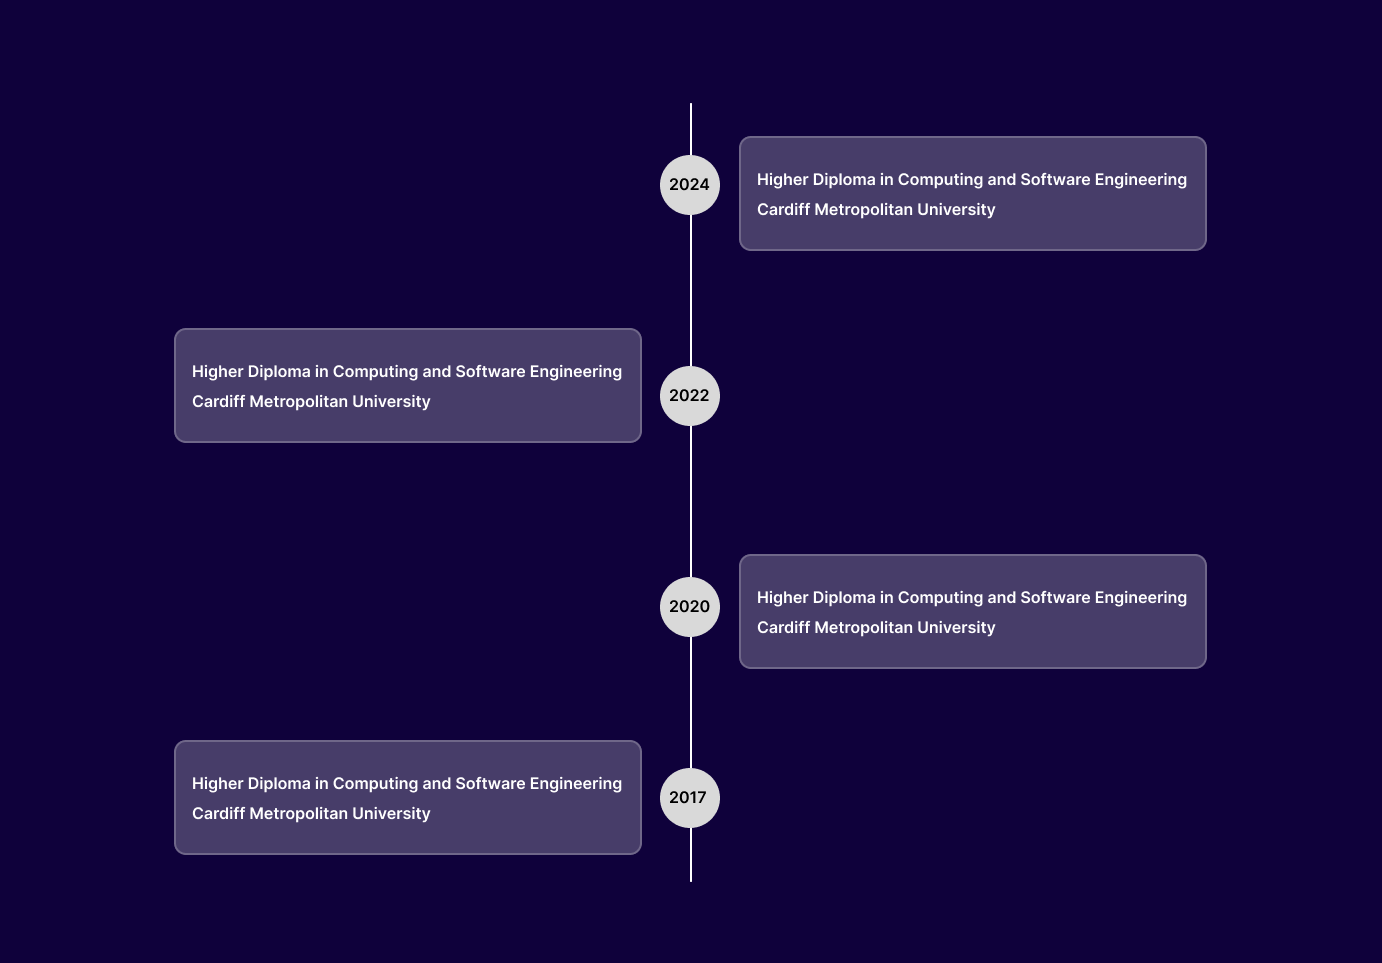 2024
Higher Diploma in Computing and Software Engineering
Cardiff Metropolitan University
Higher Diploma in Computing and Software Engineering
Cardiff Metropolitan University
2022
2020
Higher Diploma in Computing and Software Engineering
Cardiff Metropolitan University
Higher Diploma in Computing and Software Engineering
Cardiff Metropolitan University
2017